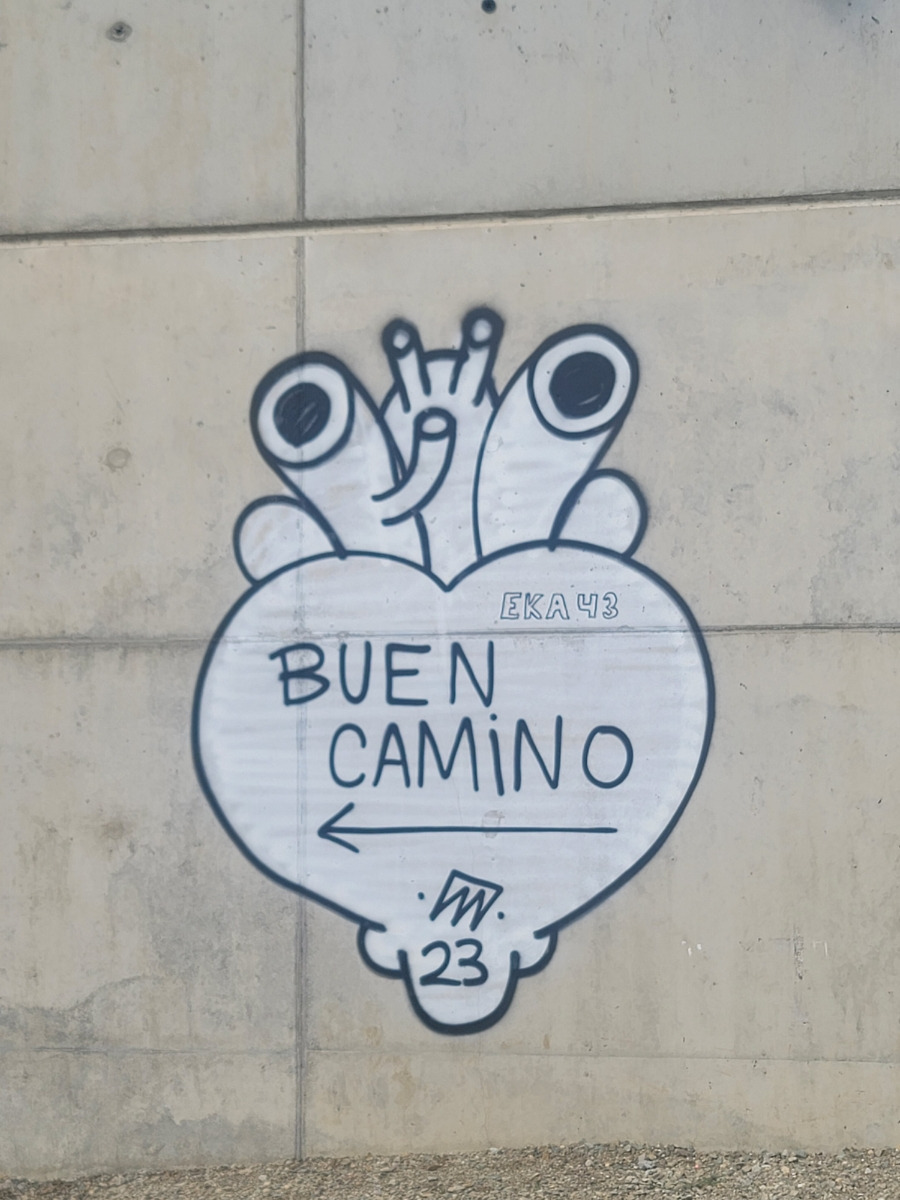 EKA 43
BUEN
CAMiNO
23